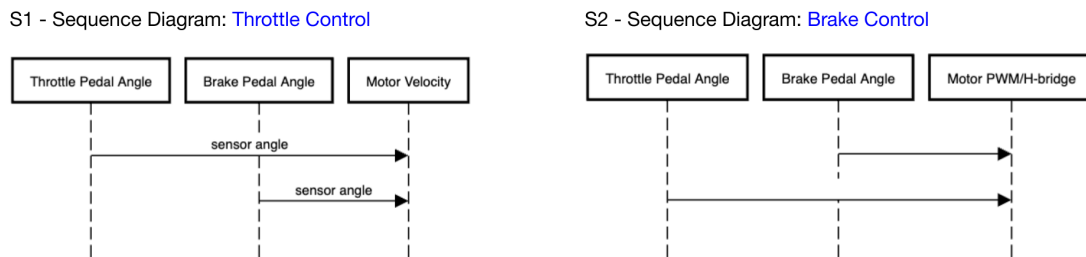 S1 - Sequence Diagram: Throttle Control
Throttle Pedal Angle
Brake Pedal Angle
Motor Velocity
sensor angle
sensor angle
S2 - Sequence Diagram: Brake Control
Throttle Pedal Angle
Brake Pedal Angle
Motor PWM/H-bridge